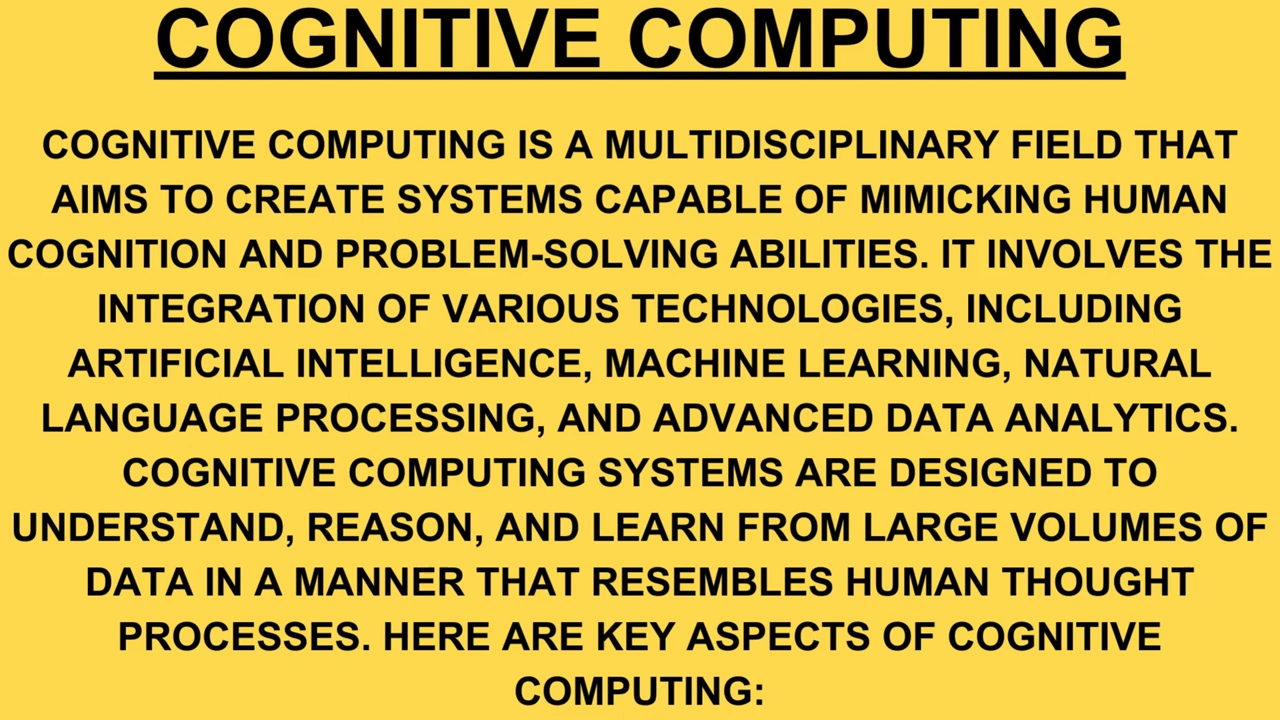 COGNITIVE COMPUTING
COGNITIVE COMPUTING IS A MULTIDISCIPLINARY FIELD THAT
AIMS TO CREATE SYSTEMS CAPABLE OF MIMICKING HUMAN
COGNITION AND PROBLEM-SOLVING ABILITIES. IT INVOLVES THE
INTEGRATION OF VARIOUS TECHNOLOGIES, INCLUDING
ARTIFICIAL INTELLIGENCE, MACHINE LEARNING, NATURAL
LANGUAGE PROCESSING, AND ADVANCED DATA ANALYTICS.
COGNITIVE COMPUTING SYSTEMS ARE DESIGNED TO
UNDERSTAND, REASON, AND LEARN FROM LARGE VOLUMES OF
DATA IN A MANNER THAT RESEMBLES HUMAN THOUGHT
PROCESSES. HERE ARE KEY ASPECTS OF COGNITIVE
COMPUTING: